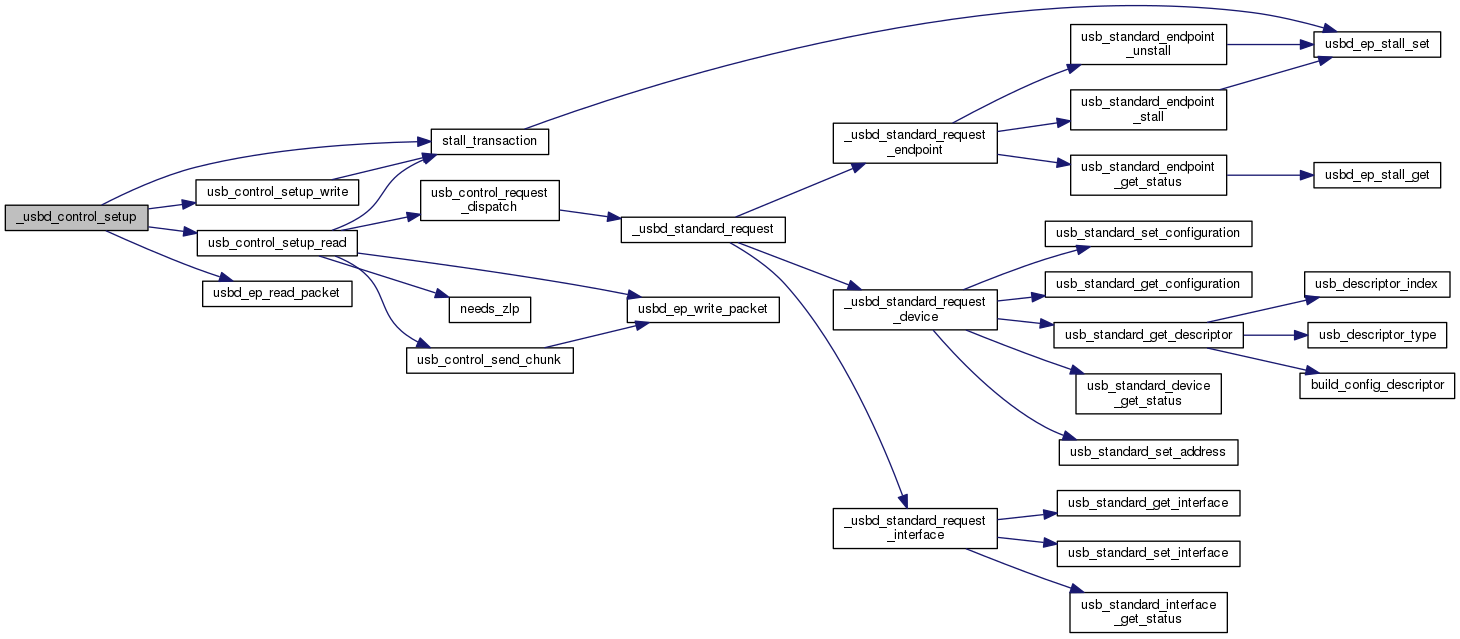 _usbd_control_setup
stall_transaction
usb_control_setup_write
usb_control_request
_dispatch
usb_control_setup_read
usbd_ep_read_packet
needs_zlp
usb_control_send_chunk
_usbd_standard_request
usbd_ep_write_packet
_usbd_standard_request
_endpoint
_usbd_standard_request
_device
_usbd_standard_request
_interface
usb_standard_endpoint
_unstall
usb_standard_endpoint
_stall
usb_standard_endpoint
_get_status
usb_standard_set_configuration
usb_standard_get_configuration
usb_standard_get_descriptor
usb_standard_device
_get_status
usb_standard_set_address
usb_standard_get_interface
usb_standard_set_interface
usb_standard_interface
_get_status
usbd_ep_stall_set
usbd_ep_stall_get
usb_descriptor_index
usb_descriptor_type
build_config_descriptor